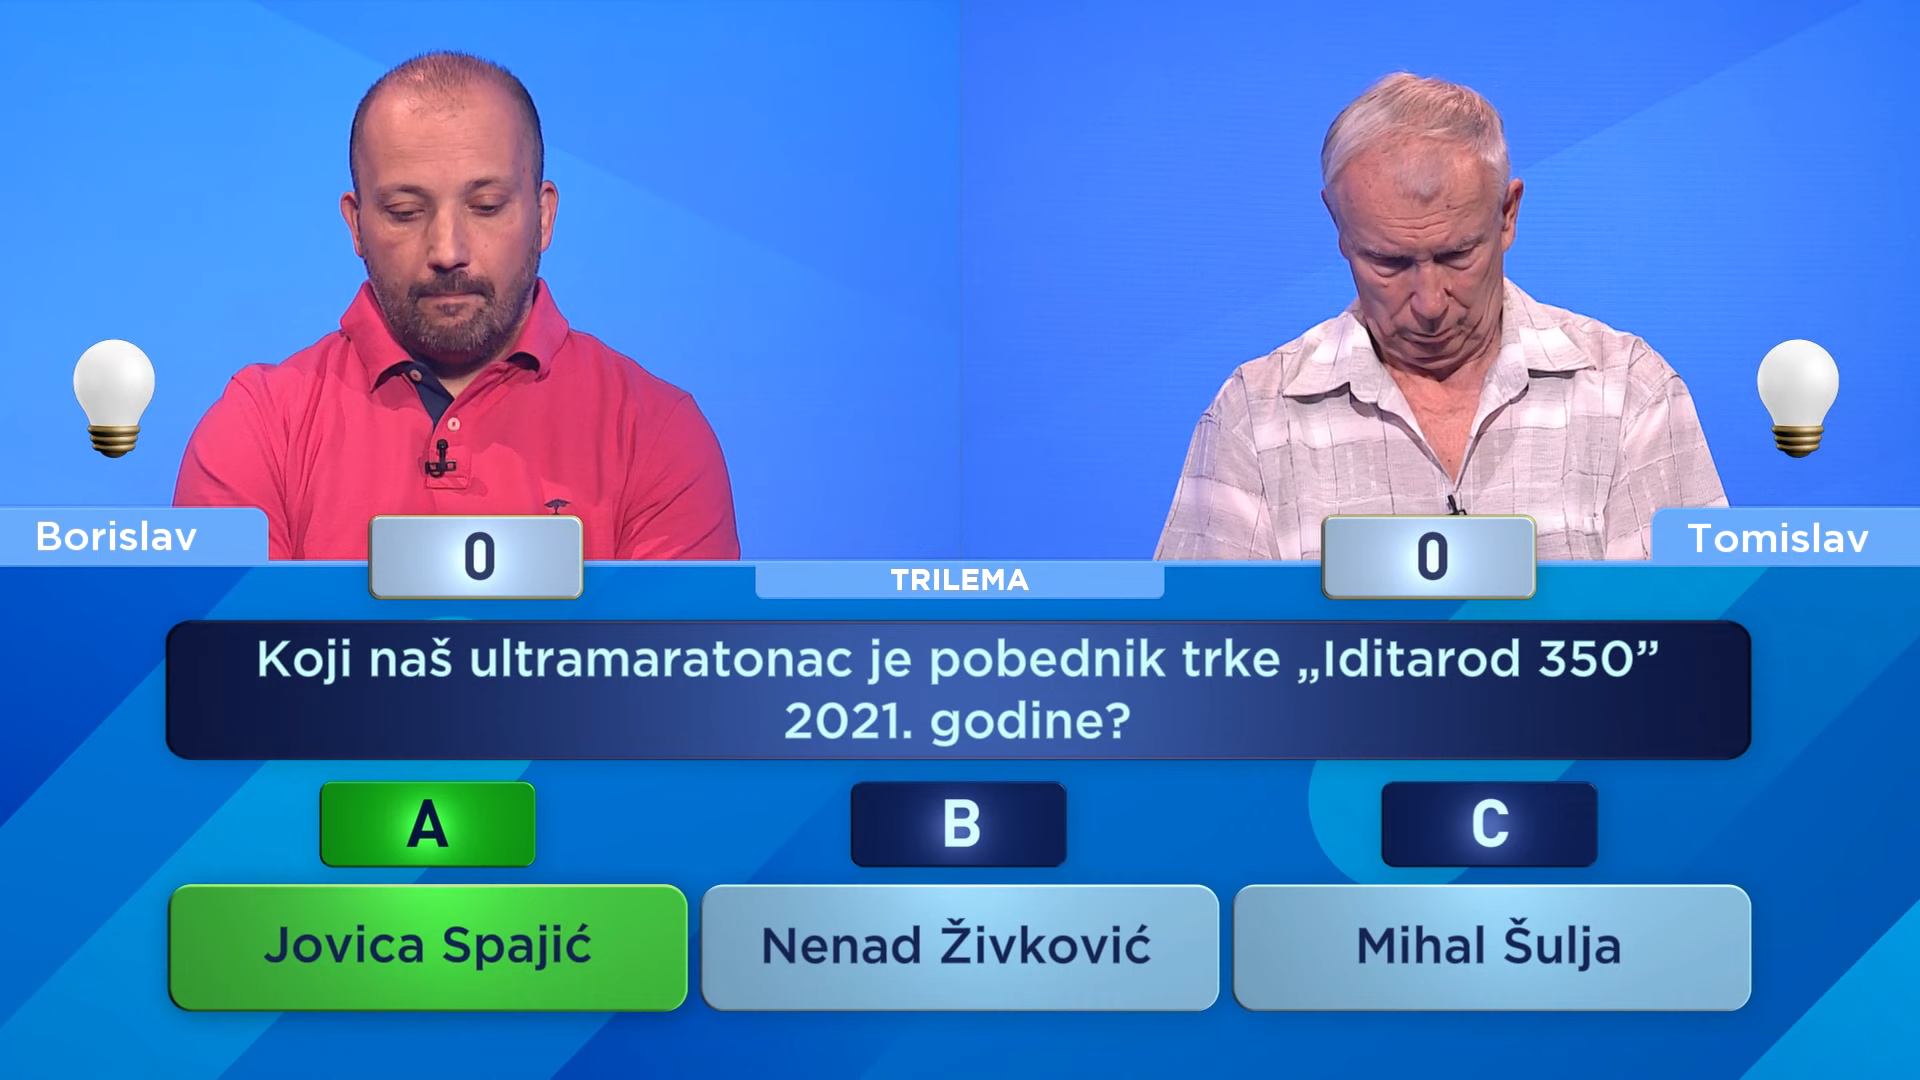 Borislav
0
TRILEMA
0
Tomislav
Koji naš ultramaratonac je pobednik trke „Iditarod 350”
2021. godine?
A
B
C
Jovica Spajić
Nenad Živković
Mihal Šulja